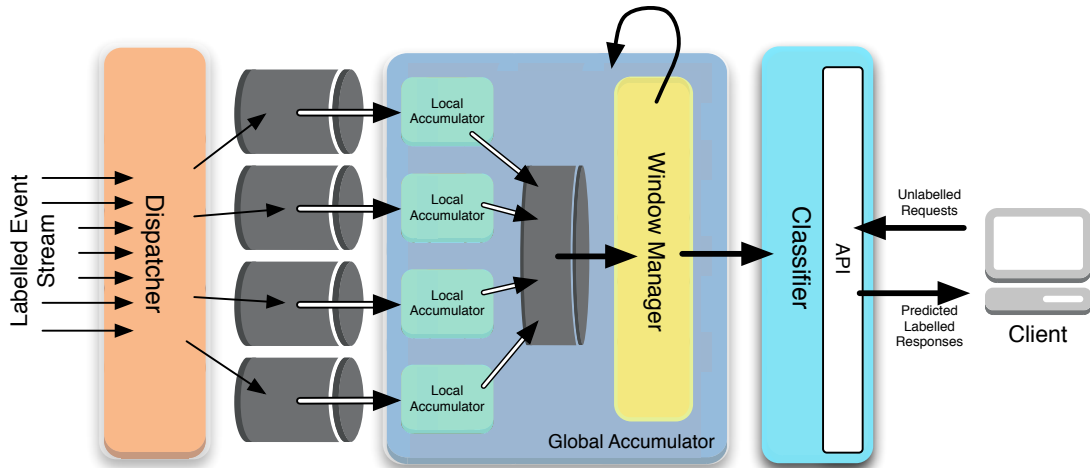 Labelled Event
Stream
Dispatcher
Local
Accumulator
Local
Accumulator
Local
Accumulator
Local
Accumulator
Window Manager
Global Accumulator
Classifier
API
Unlabelled
Requests
Predicted
Labelled
Responses
Client